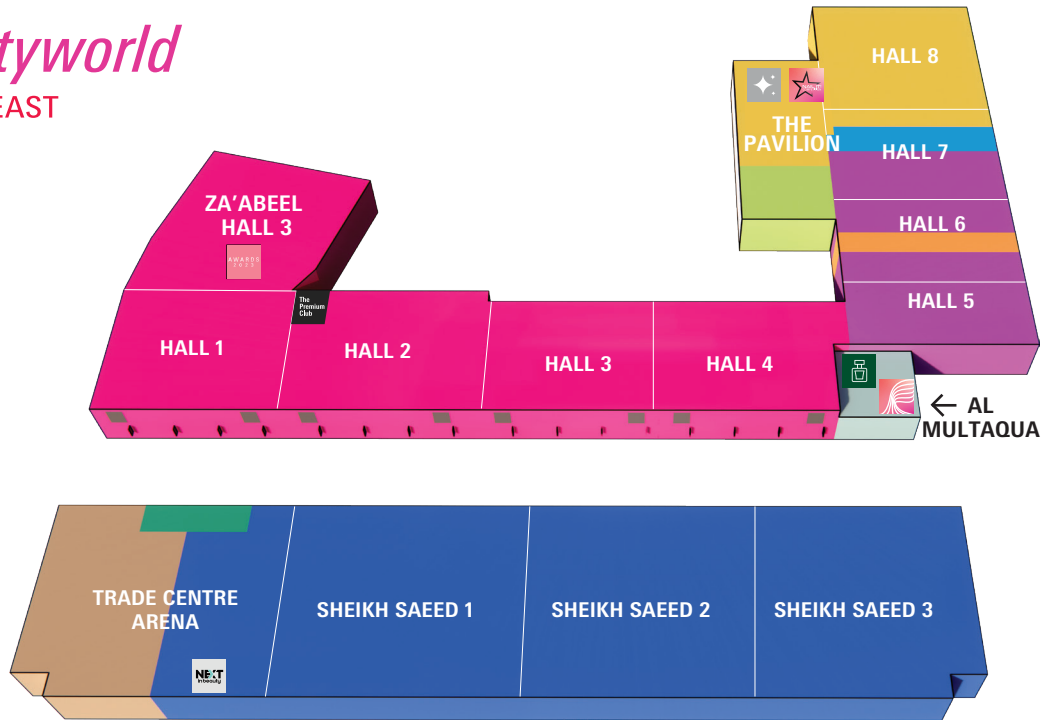 tyworld
EAST
HALL 8
THE
PAVILION
HALL 7
HALL 6
HALL 5
ZA'ABEEL
HALL 3
AWARDS
2023
The
Premium
Club
HALL 1
HALL 2
HALL 3
HALL 4
← AL
MULTAQUA
TRADE CENTRE
ARENA
SHEIKH SAEED 1
SHEIKH SAEED 2
SHEIKH SAEED 3
NEXT
in beauty